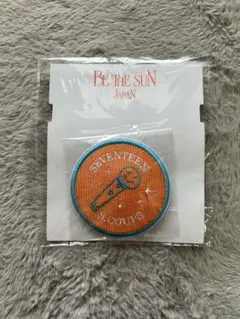 BE THE SUN
JAPAN
SEVENTEEN
S.COUPS